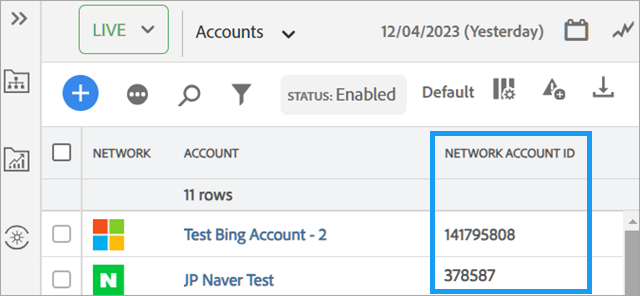 LIVE Accounts 12/04/2023 (Yesterday)
STATUS: Enabled Default
NETWORK ACCOUNT NETWORK ACCOUNT ID
11 rows
Test Bing Account - 2 141795808
N JP Naver Test 378587